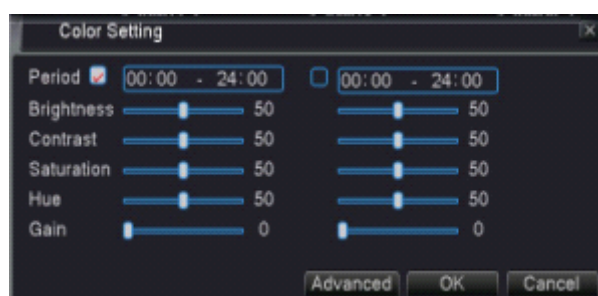 Color Setting
Period 00:00 - 24:00 00:00 - 24:00
Brightness 50 50
Contrast 50 50
Saturation 50 50
Hue 50 50
Gain 0 0
Advanced OK Cancel